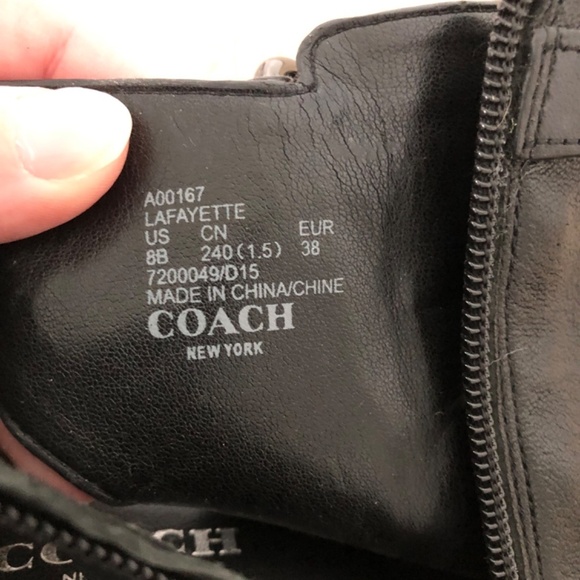 A00167
LAFAYETTE
US CN EUR
8B 240(1.5) 38
7200049/D15
MADE IN CHINA/CHINE
COACH
NEW YORK
COACH